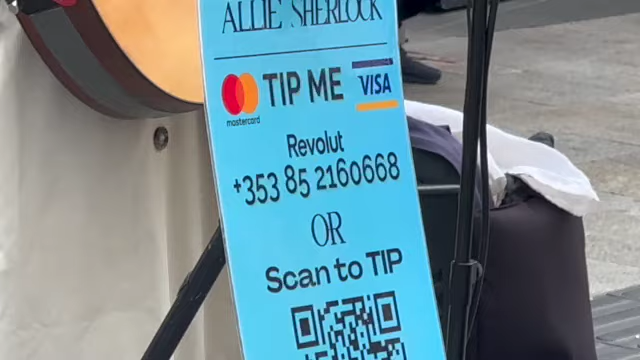 ALLIE SHERLOCK
mastercard
TIP ME
VISA
Revolut
+353 85 2160668
OR
Scan to TIP